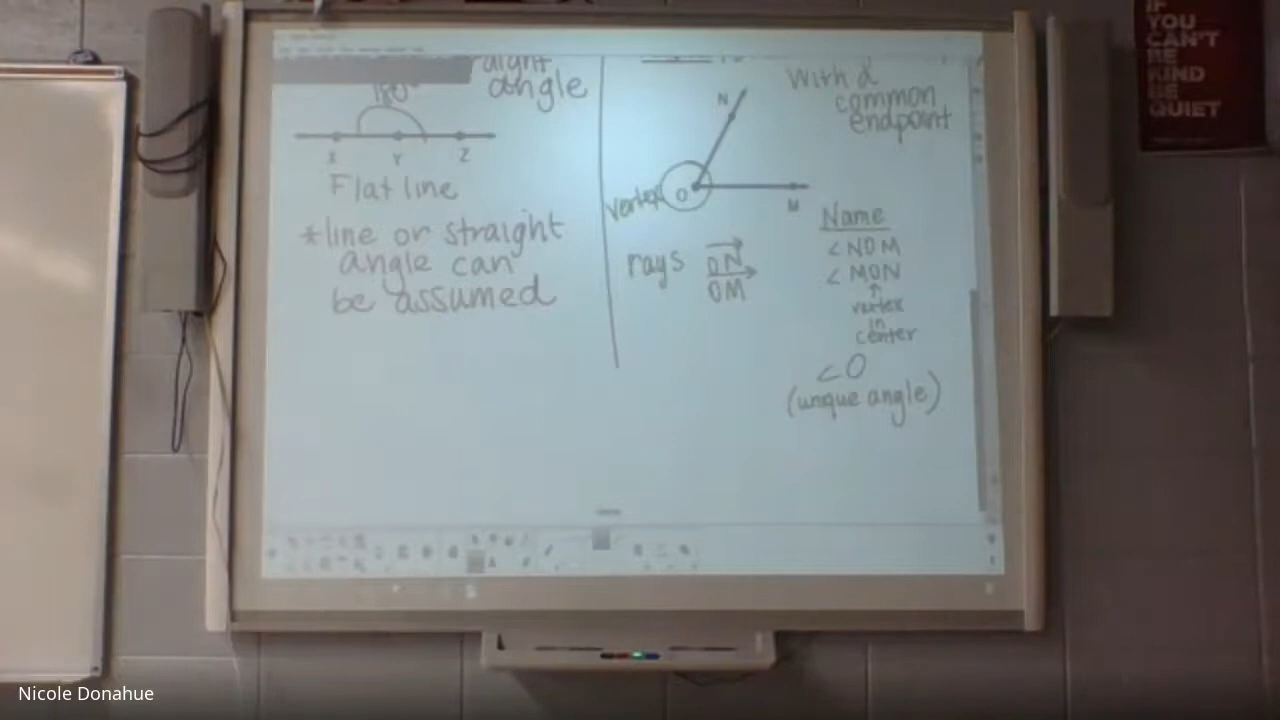 angle
180°
X Y Z
Flat line
*line or straight
angle can
be assumed
With a
common
endpoint
N
vertex O
M
rays ON
OM
Name
<NOM
<MON
↑
vertex
in
center
<O
(unique angle)
IF
YOU
CAN'T
BE
KIND
BE
QUIET
Nicole Donahue